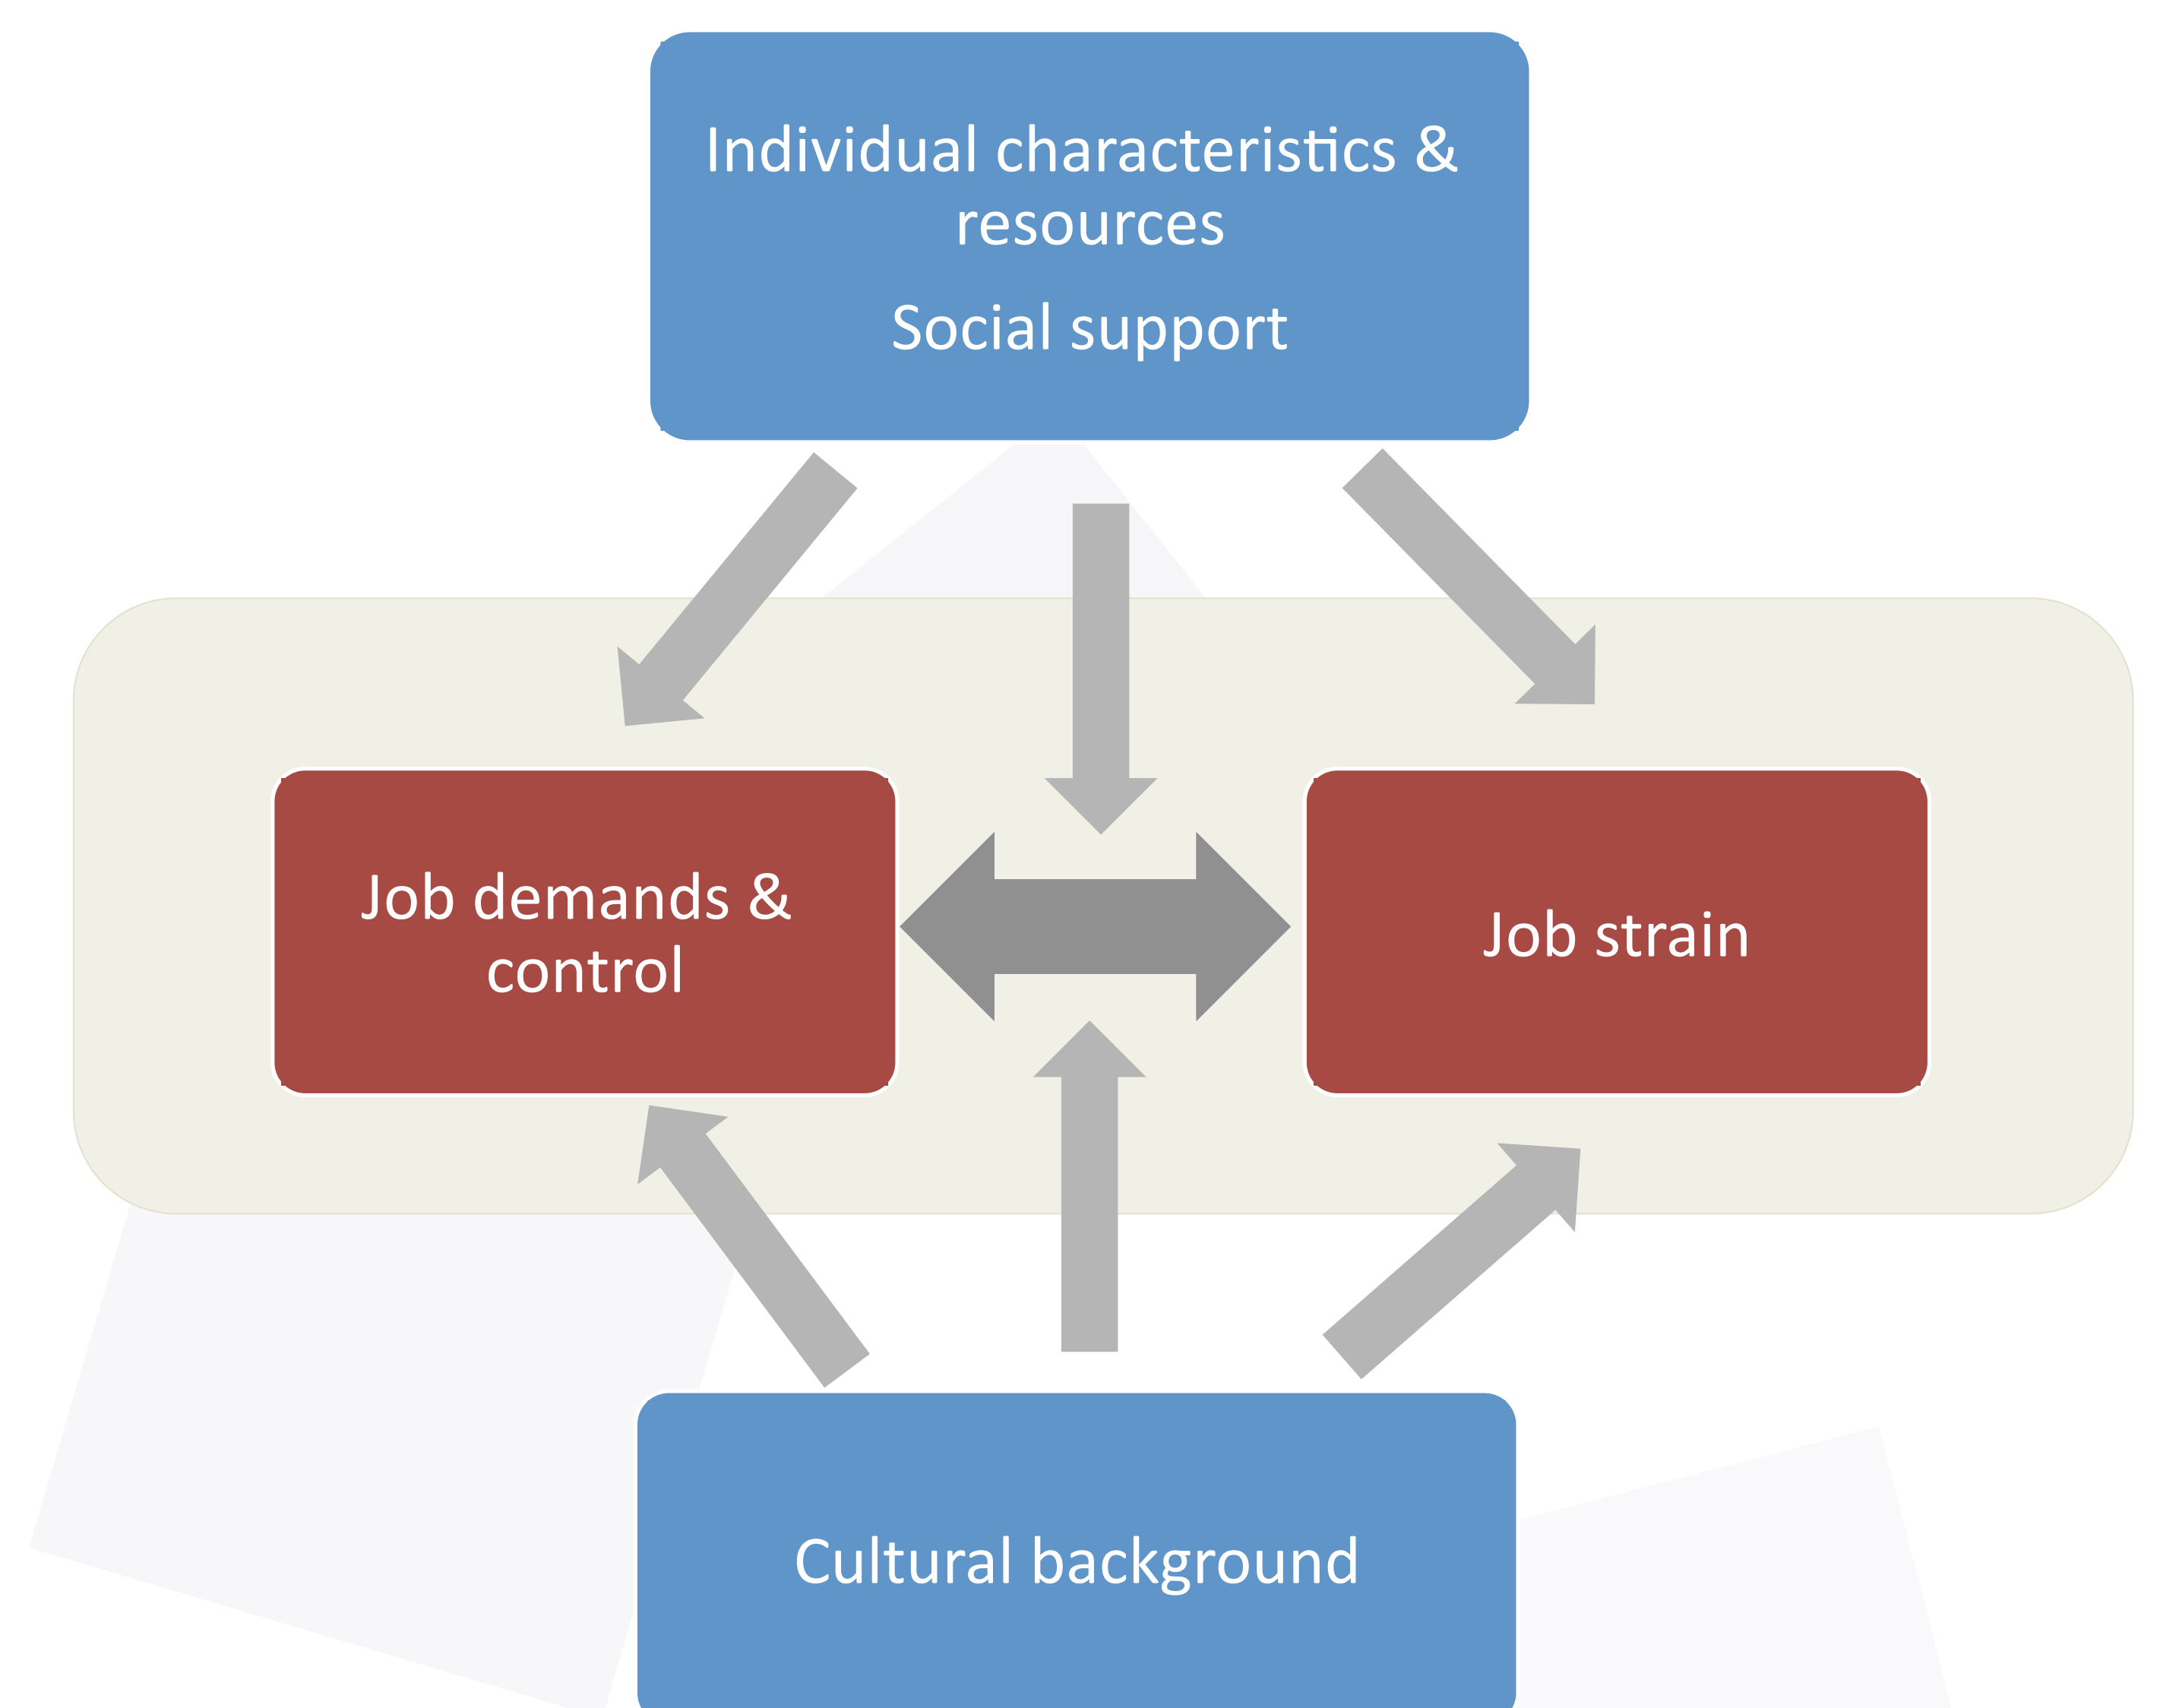 Individual characteristics &
resources
Social support
Job demands &
control
Job strain
Cultural background